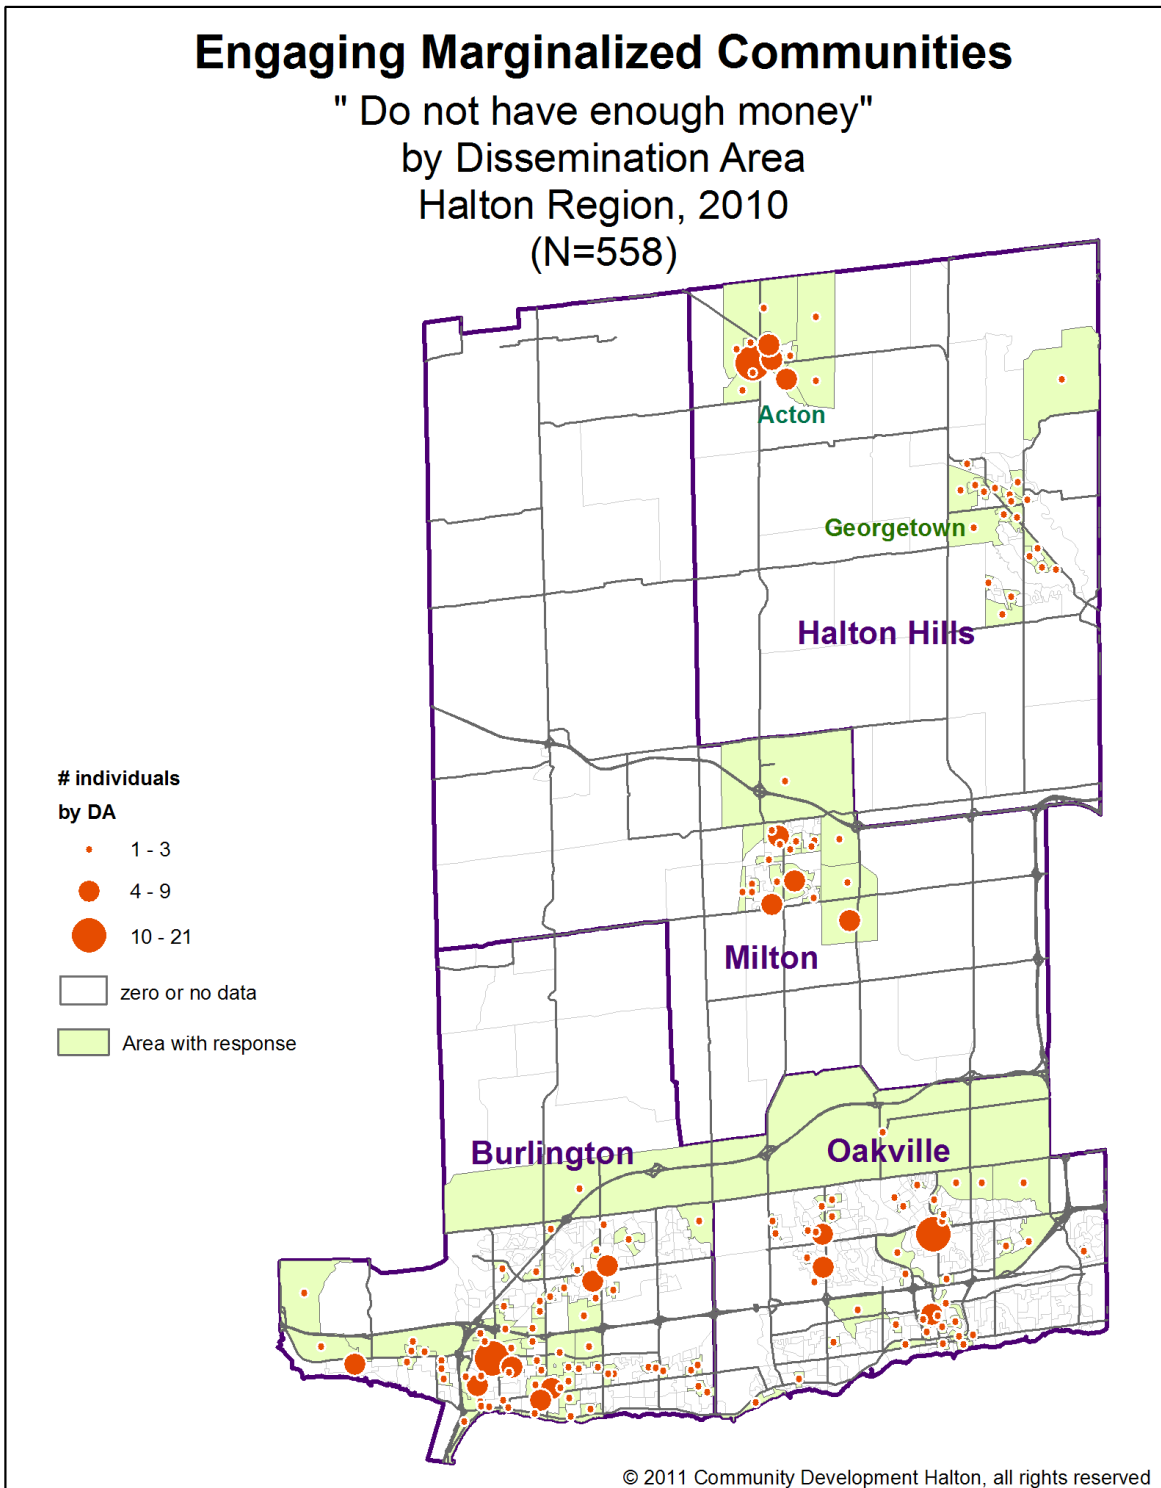 Engaging Marginalized Communities
" Do not have enough money"
by Dissemination Area
Halton Region, 2010
(N=558)
Acton
Georgetown
Halton Hills
# individuals
by DA
1 - 3
4 - 9
10 - 21
zero or no data
Area with response
Milton
Burlington
Oakville
© 2011 Community Development Halton, all rights reserved